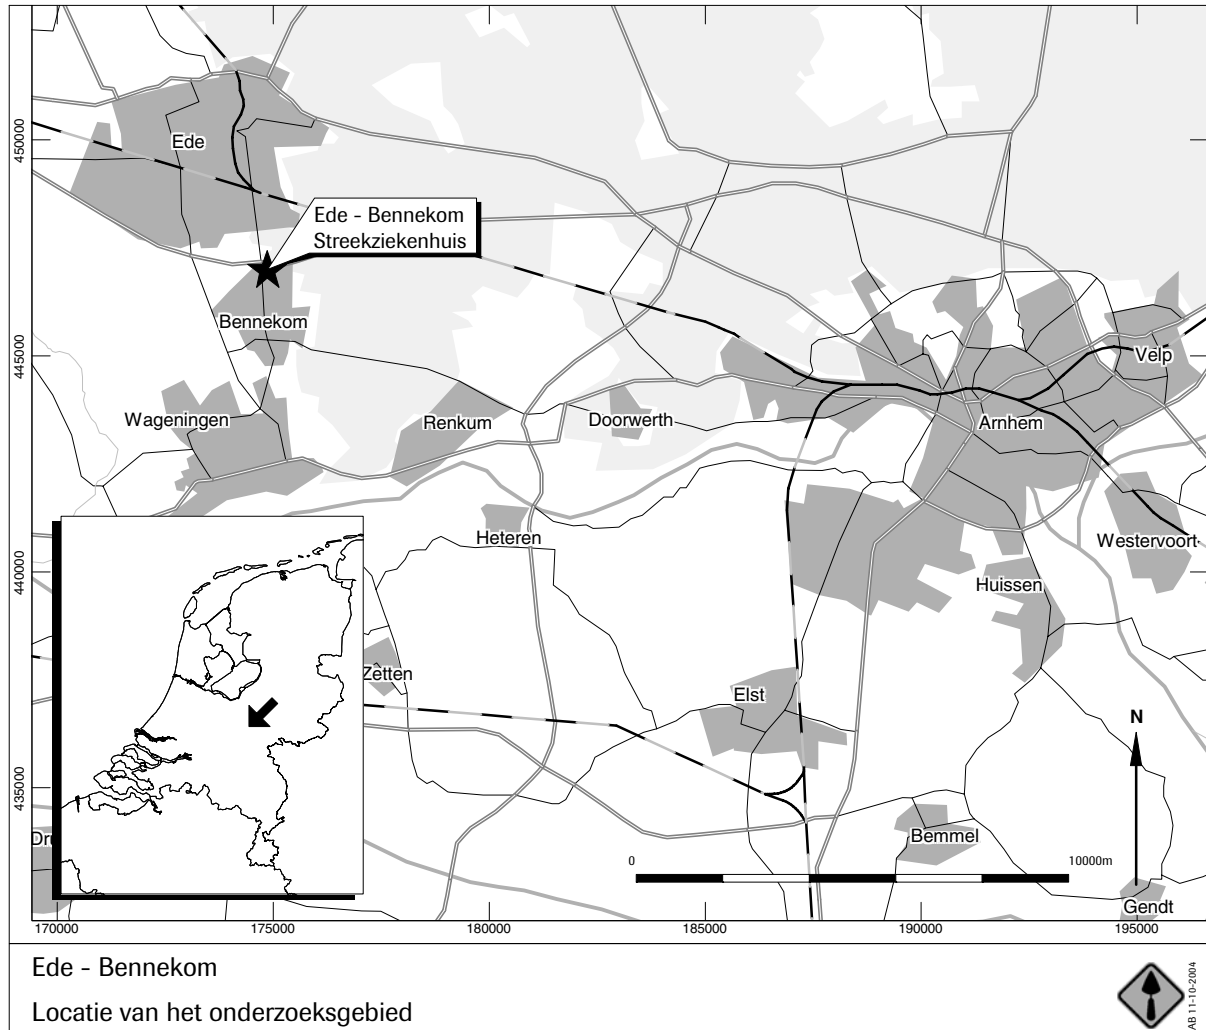 Ede
Ede - Bennekom
Streekziekenhuis
Bennekom
Velp
Wageningen
Renkum
Doorwerth
Arnhem
Heteren
Westervoort
Huissen
Zetten
Elst
N
Dru
Bemmel
Gendt
0
10000m
450000
445000
440000
435000
170000
175000
180000
185000
190000
195000
Ede - Bennekom
Locatie van het onderzoeksgebied
AB 11-10-2004